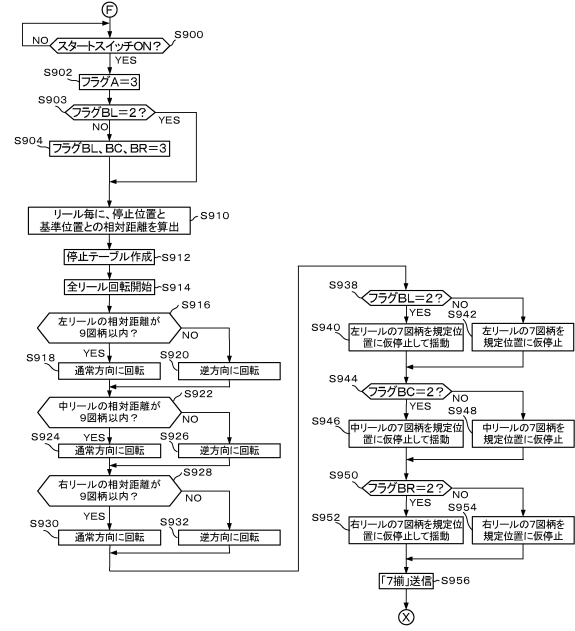 F
スタートスイッチON?
S900
NO
YES
S902
フラグA=3
S903
フラグBL=2?
YES
NO
S904
フラグBL、BC、BR=3
リール毎に、停止位置と
基準位置との相対距離を算出
S910
停止テーブル作成
S912
全リール回転開始
S914
S916
左リールの相対距離が
9図柄以内?
NO
YES
S918
通常方向に回転
S920
逆方向に回転
S922
中リールの相対距離が
9図柄以内?
NO
YES
S924
通常方向に回転
S926
逆方向に回転
S928
右リールの相対距離が
9図柄以内?
NO
YES
S930
通常方向に回転
S932
逆方向に回転
S938
フラグBL=2?
NO
YES
S940
左リールの7図柄を規定位
置に仮停止して揺動
S942
左リールの7図柄を
規定位置に仮停止
S944
フラグBC=2?
NO
YES
S946
中リールの7図柄を規定位
置に仮停止して揺動
S948
中リールの7図柄を
規定位置に仮停止
S950
フラグBR=2?
NO
YES
S952
右リールの7図柄を規定位
置に仮停止して揺動
S954
右リールの7図柄を
規定位置に仮停止
「7揃」送信
S956
X